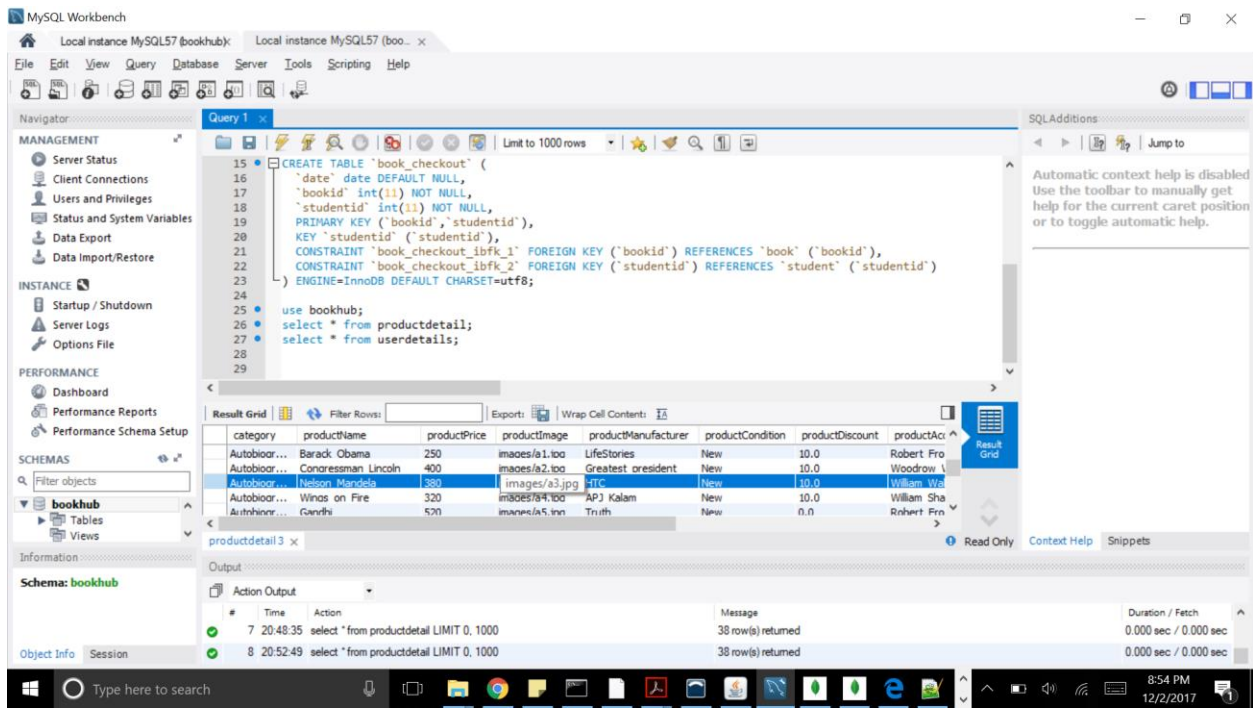 MySQL Workbench
Local instance MySQL57 (bookhub) Local instance MySQL57 (boo...
File Edit View Query Database Server Tools Scripting Help
Navigator
MANAGEMENT
Server Status
Client Connections
Users and Privileges
Status and System Variables
Data Export
Data Import/Restore
INSTANCE
Startup / Shutdown
Server Logs
Options File
PERFORMANCE
Dashboard
Performance Reports
Performance Schema Setup
SCHEMAS
Filter objects
bookhub
Tables
Views
Information
Schema: bookhub
Object Info Session
Query 1
Limit to 1000 rows
15 CREATE TABLE `book_checkout` (
16 `date` date DEFAULT NULL,
17 `bookid` int(11) NOT NULL,
18 `studentid` int(11) NOT NULL,
19 PRIMARY KEY (`bookid`,`studentid`),
20 KEY `studentid` (`studentid`),
21 CONSTRAINT `book_checkout_ibfk_1` FOREIGN KEY (`bookid`) REFERENCES `book` (`bookid`),
22 CONSTRAINT `book_checkout_ibfk_2` FOREIGN KEY (`studentid`) REFERENCES `student` (`studentid`)
23 ) ENGINE=InnoDB DEFAULT CHARSET=utf8;
24
25 use bookhub;
26 select * from productdetail;
27 select * from userdetails;
28
29
Result Grid Filter Rows: Export: Wrap Cell Content:
category productName productPrice productImage productManufacturer productCondition productDiscount productAcc
Autobiogr... Barack Obama 250 images/a1.jpg LifeStories New 10.0 Robert Fro
Autobiogr... Congressman Lincoln 400 images/a2.jpg Greatest president New 10.0 Woodrow
Autobiogr... Nelson Mandela 380 images/a3.jpg HTC New 10.0 William Wal
Autobiogr... Wings on Fire 320 images/a4.jpg APJ Kalam New 10.0 William Sha
Autobiogr... Gandhi 520 images/a5.jpg Truth New 0.0 Robert Fro
Result Grid
productdetail 3
Read Only
SQLAdditions
Jump to
Automatic context help is disabled
Use the toolbar to manually get
help for the current caret position
or to toggle automatic help.
Context Help Snippets
Output
Action Output
# Time Action Message Duration / Fetch
7 20:48:35 select * from productdetail LIMIT 0, 1000 38 row(s) returned 0.000 sec / 0.000 sec
8 20:52:49 select * from productdetail LIMIT 0, 1000 38 row(s) returned 0.000 sec / 0.000 sec
Type here to search
8:54 PM
12/2/2017